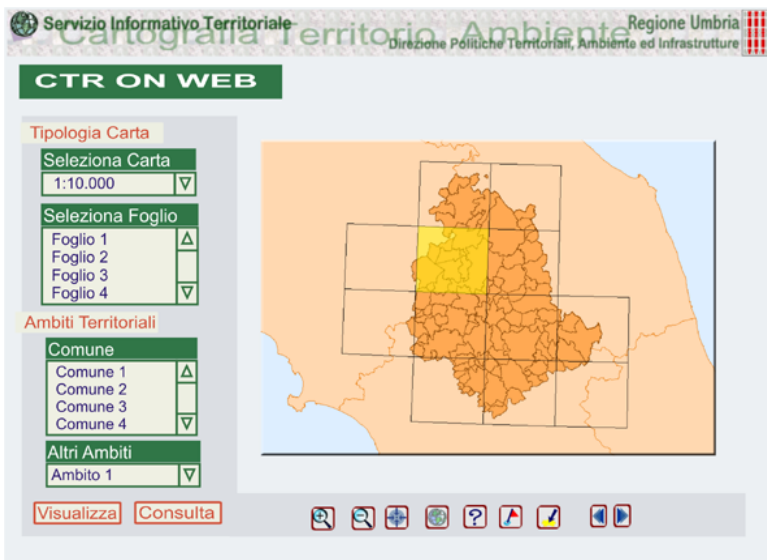 Servizio Informativo Territoriale
Cartografia Territorio Ambiente
Regione Umbria
Direzione Politiche Territoriali, Ambiente ed Infrastrutture
CTR ON WEB
Tipologia Carta
Seleziona Carta
1:10.000
Seleziona Foglio
Foglio 1
Foglio 2
Foglio 3
Foglio 4
Ambiti Territoriali
Comune
Comune 1
Comune 2
Comune 3
Comune 4
Altri Ambiti
Ambito 1
Visualizza Consulta
?